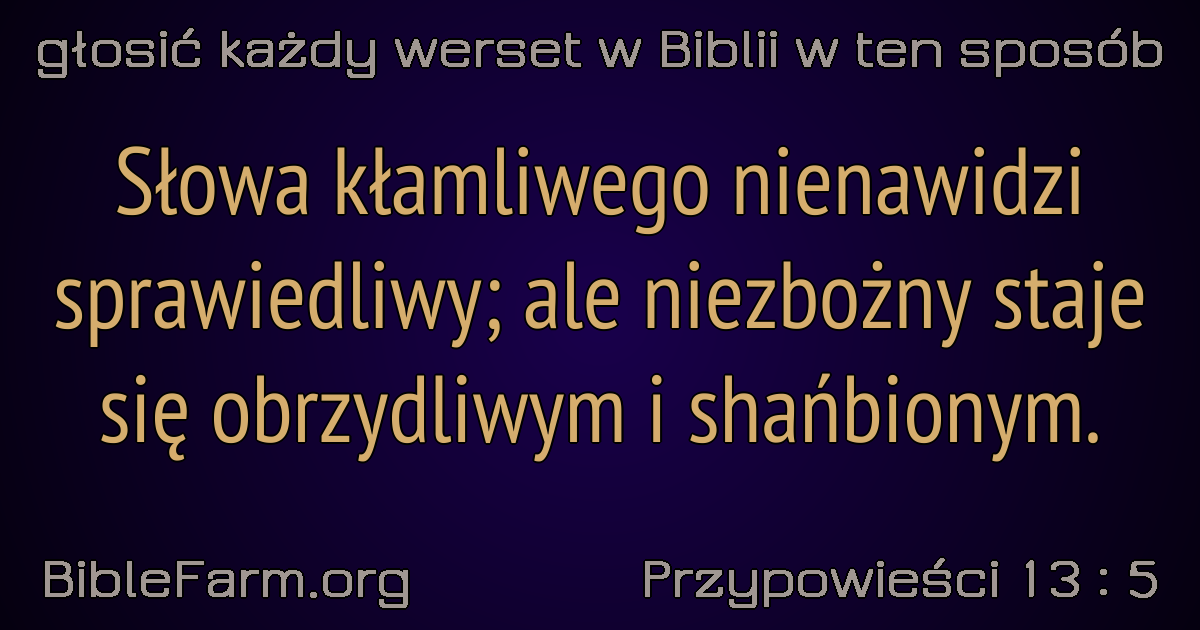 głosić każdy werset w Biblii w ten sposób
Słowa kłamliwego nienawidzi
sprawiedliwy; ale niezbożny staje
się obrzydliwym i shańbionym.
BibleFarm.org
Przypowieści 13 : 5